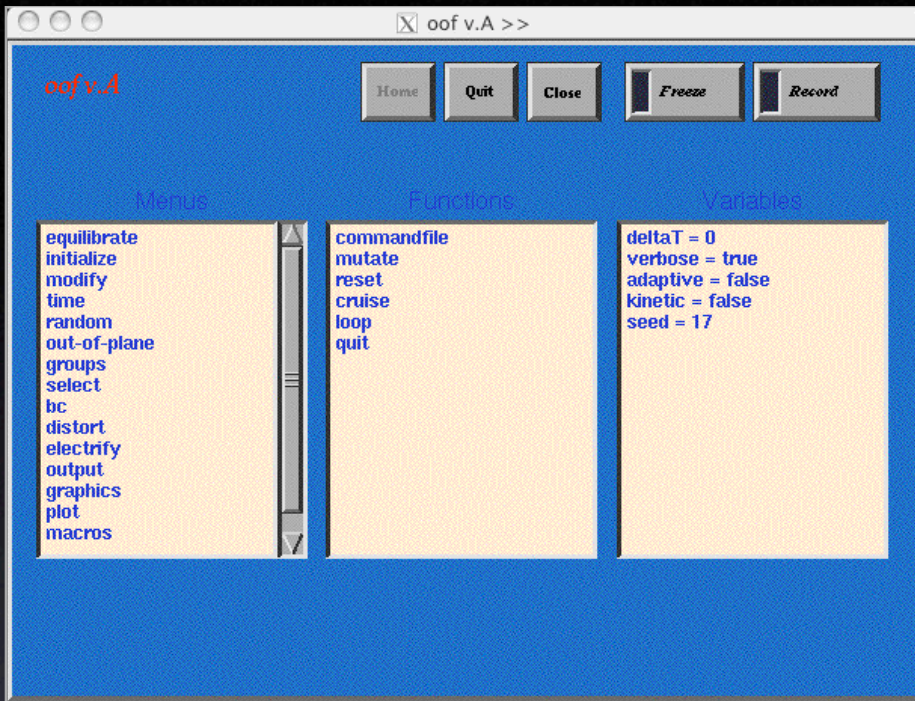 oof v.A >>
oof v.A
Home Quit Close Freeze Record
Menus
equilibrate
initialize
modify
time
random
out-of-plane
groups
select
bc
distort
electrify
output
graphics
plot
macros
Functions
commandfile
mutate
reset
cruise
loop
quit
Variables
deltaT = 0
verbose = true
adaptive = false
kinetic = false
seed = 17